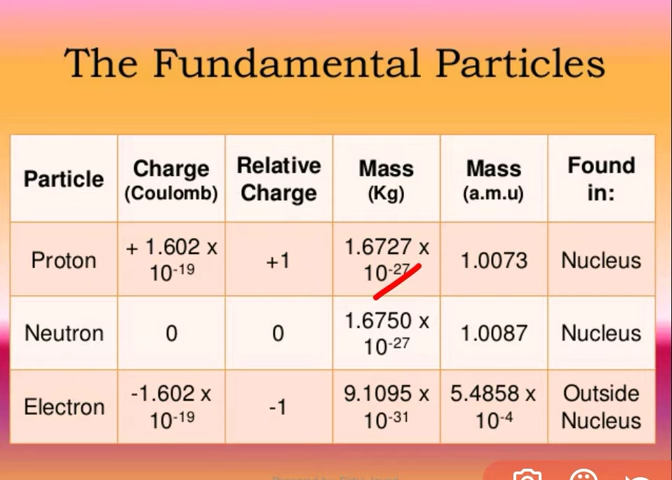 The Fundamental Particles
Particle
Charge
(Coulomb)
Relative
Charge
Mass
(Kg)
Mass
(a.m.u)
Found
in:
Proton
+ 1.602 x
10⁻¹⁹
+1
1.6727 x
10⁻²⁷
1.0073
Nucleus
Neutron
0
0
1.6750 x
10⁻²⁷
1.0087
Nucleus
Electron
-1.602 x
10⁻¹⁹
-1
9.1095 x
10⁻³¹
5.4858 x
10⁻⁴
Outside
Nucleus